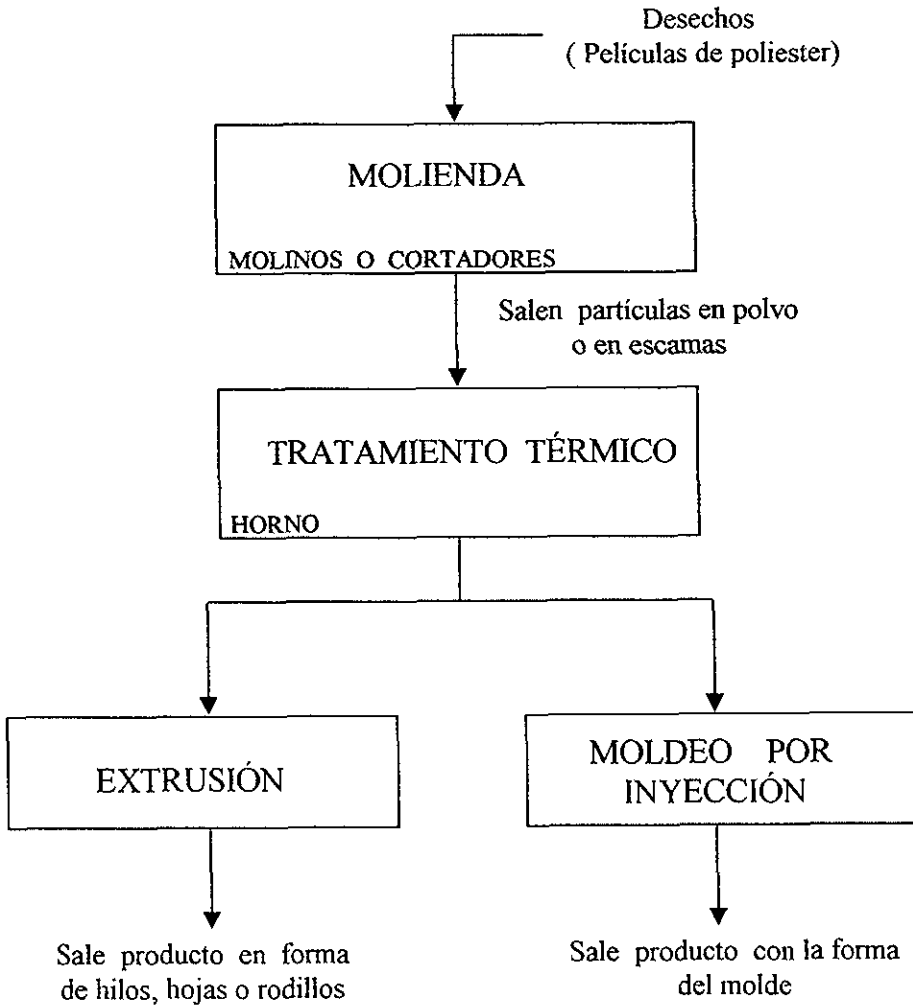 Desechos
( Películas de poliester)
MOLIENDA
MOLINOS O CORTADORES
Salen partículas en polvo
o en escamas
TRATAMIENTO TÉRMICO
HORNO
EXTRUSIÓN
MOLDEO POR
INYECCIÓN
Sale producto en forma
de hilos, hojas o rodillos
Sale producto con la forma
del molde